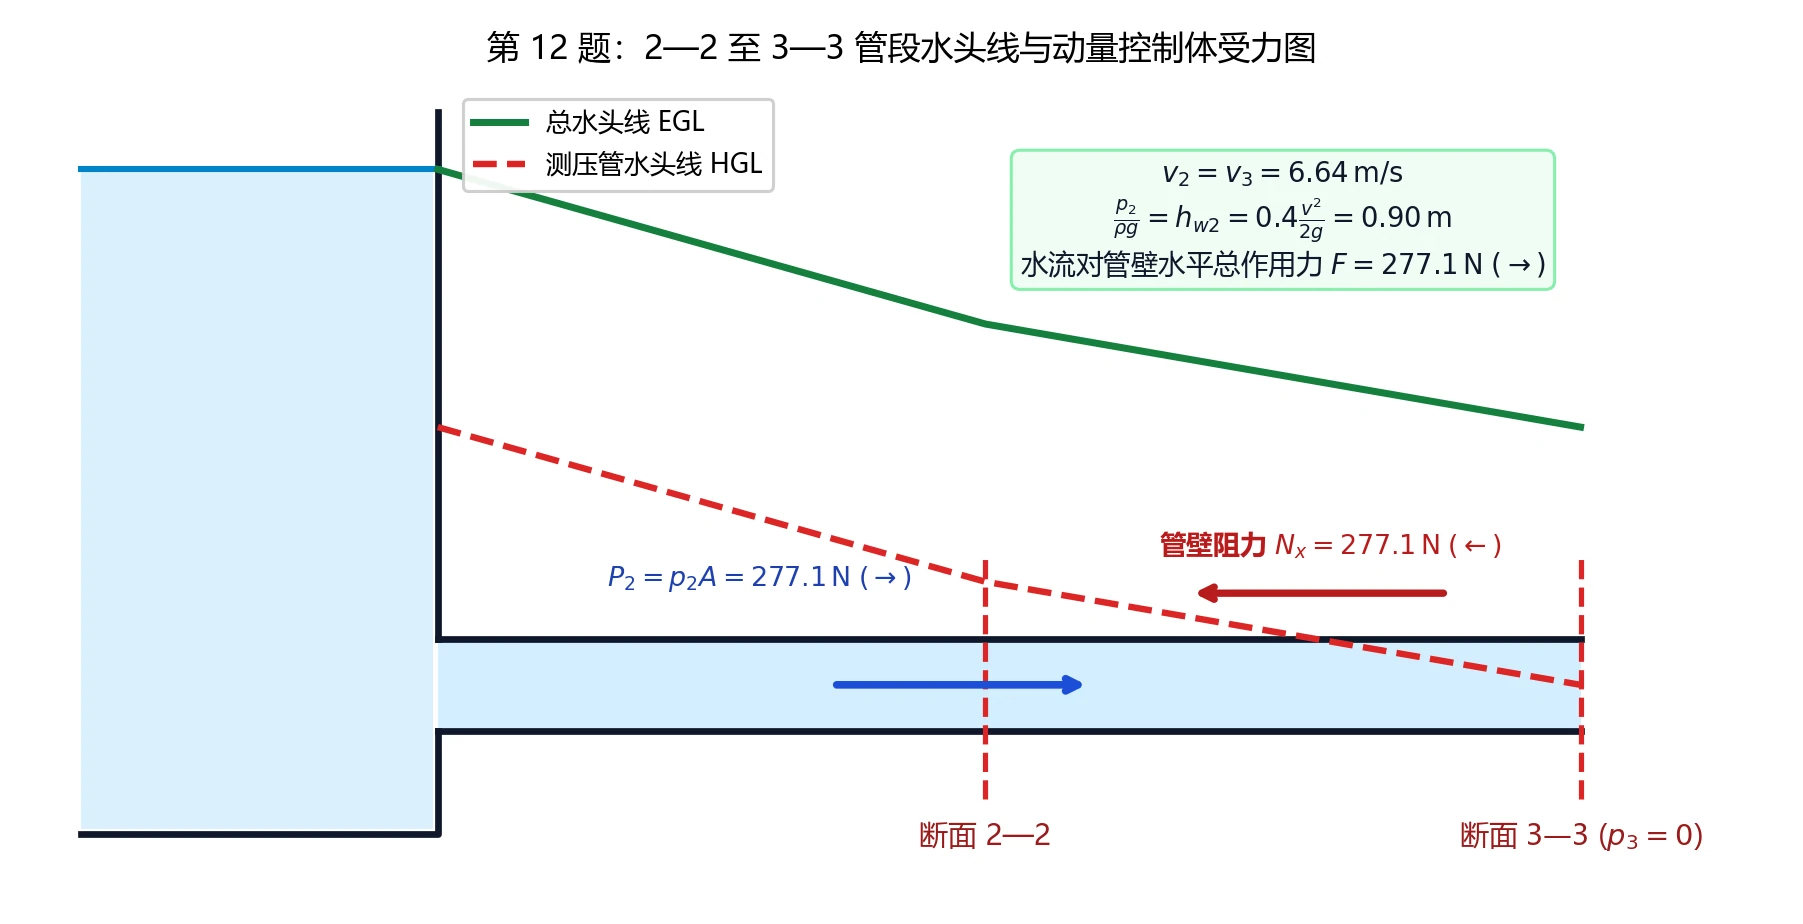 第 12 题：2—2 至 3—3 管段水头线与动量控制体受力图
总水头线 EGL
测压管水头线 HGL
v₂ = v₃ = 6.64 m/s
p₂/ρg = h_w2 = 0.4 v²/2g = 0.90 m
水流对管壁水平总作用力 F = 277.1 N (→)
管壁阻力 Nₓ = 277.1 N (←)
P₂ = p₂A = 277.1 N (→)
断面 2—2
断面 3—3 (p₃ = 0)